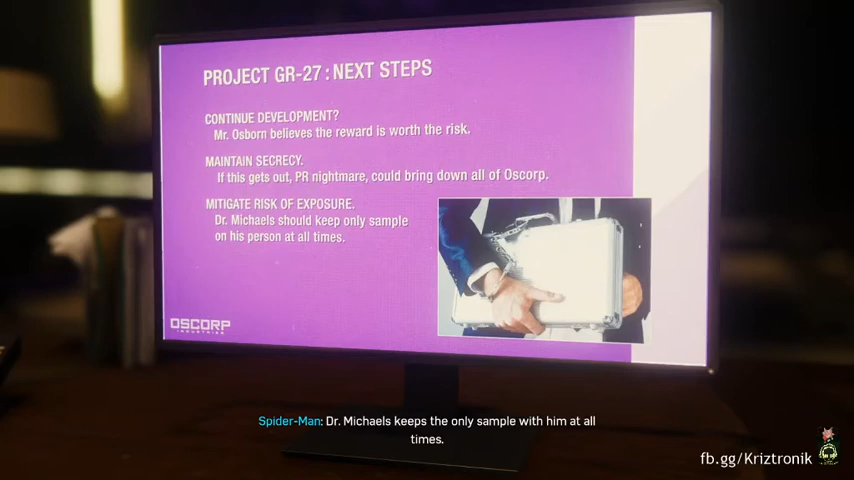 PROJECT GR-27 : NEXT STEPS
CONTINUE DEVELOPMENT?
Mr. Osborn believes the reward is worth the risk.
MAINTAIN SECRECY.
If this gets out, PR nightmare, could bring down all of Oscorp.
MITIGATE RISK OF EXPOSURE.
Dr. Michaels should keep only sample
on his person at all times.
OSCORP
INDUSTRIES
Spider-Man: Dr. Michaels keeps the only sample with him at all
times.
fb.gg/Kriztronik